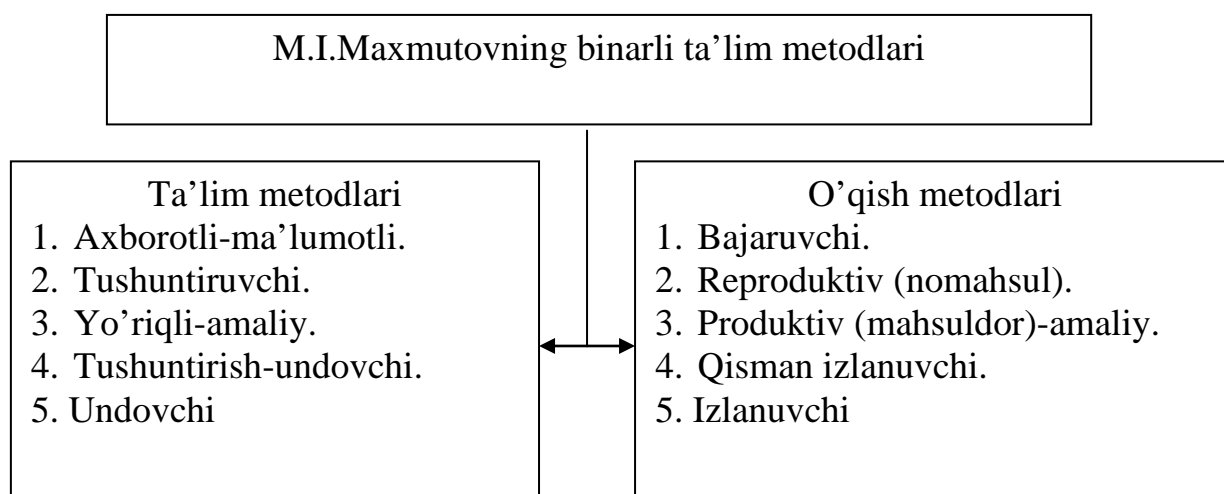 M.I.Maxmutovning binarli ta’lim metodlari
Ta’lim metodlari
1. Axborotli-ma’lumotli.
2. Tushuntiruvchi.
3. Yo’riqli-amaliy.
4. Tushuntirish-undovchi.
5. Undovchi
O’qish metodlari
1. Bajaruvchi.
2. Reproduktiv (nomahsul).
3. Produktiv (mahsuldor)-amaliy.
4. Qisman izlanuvchi.
5. Izlanuvchi